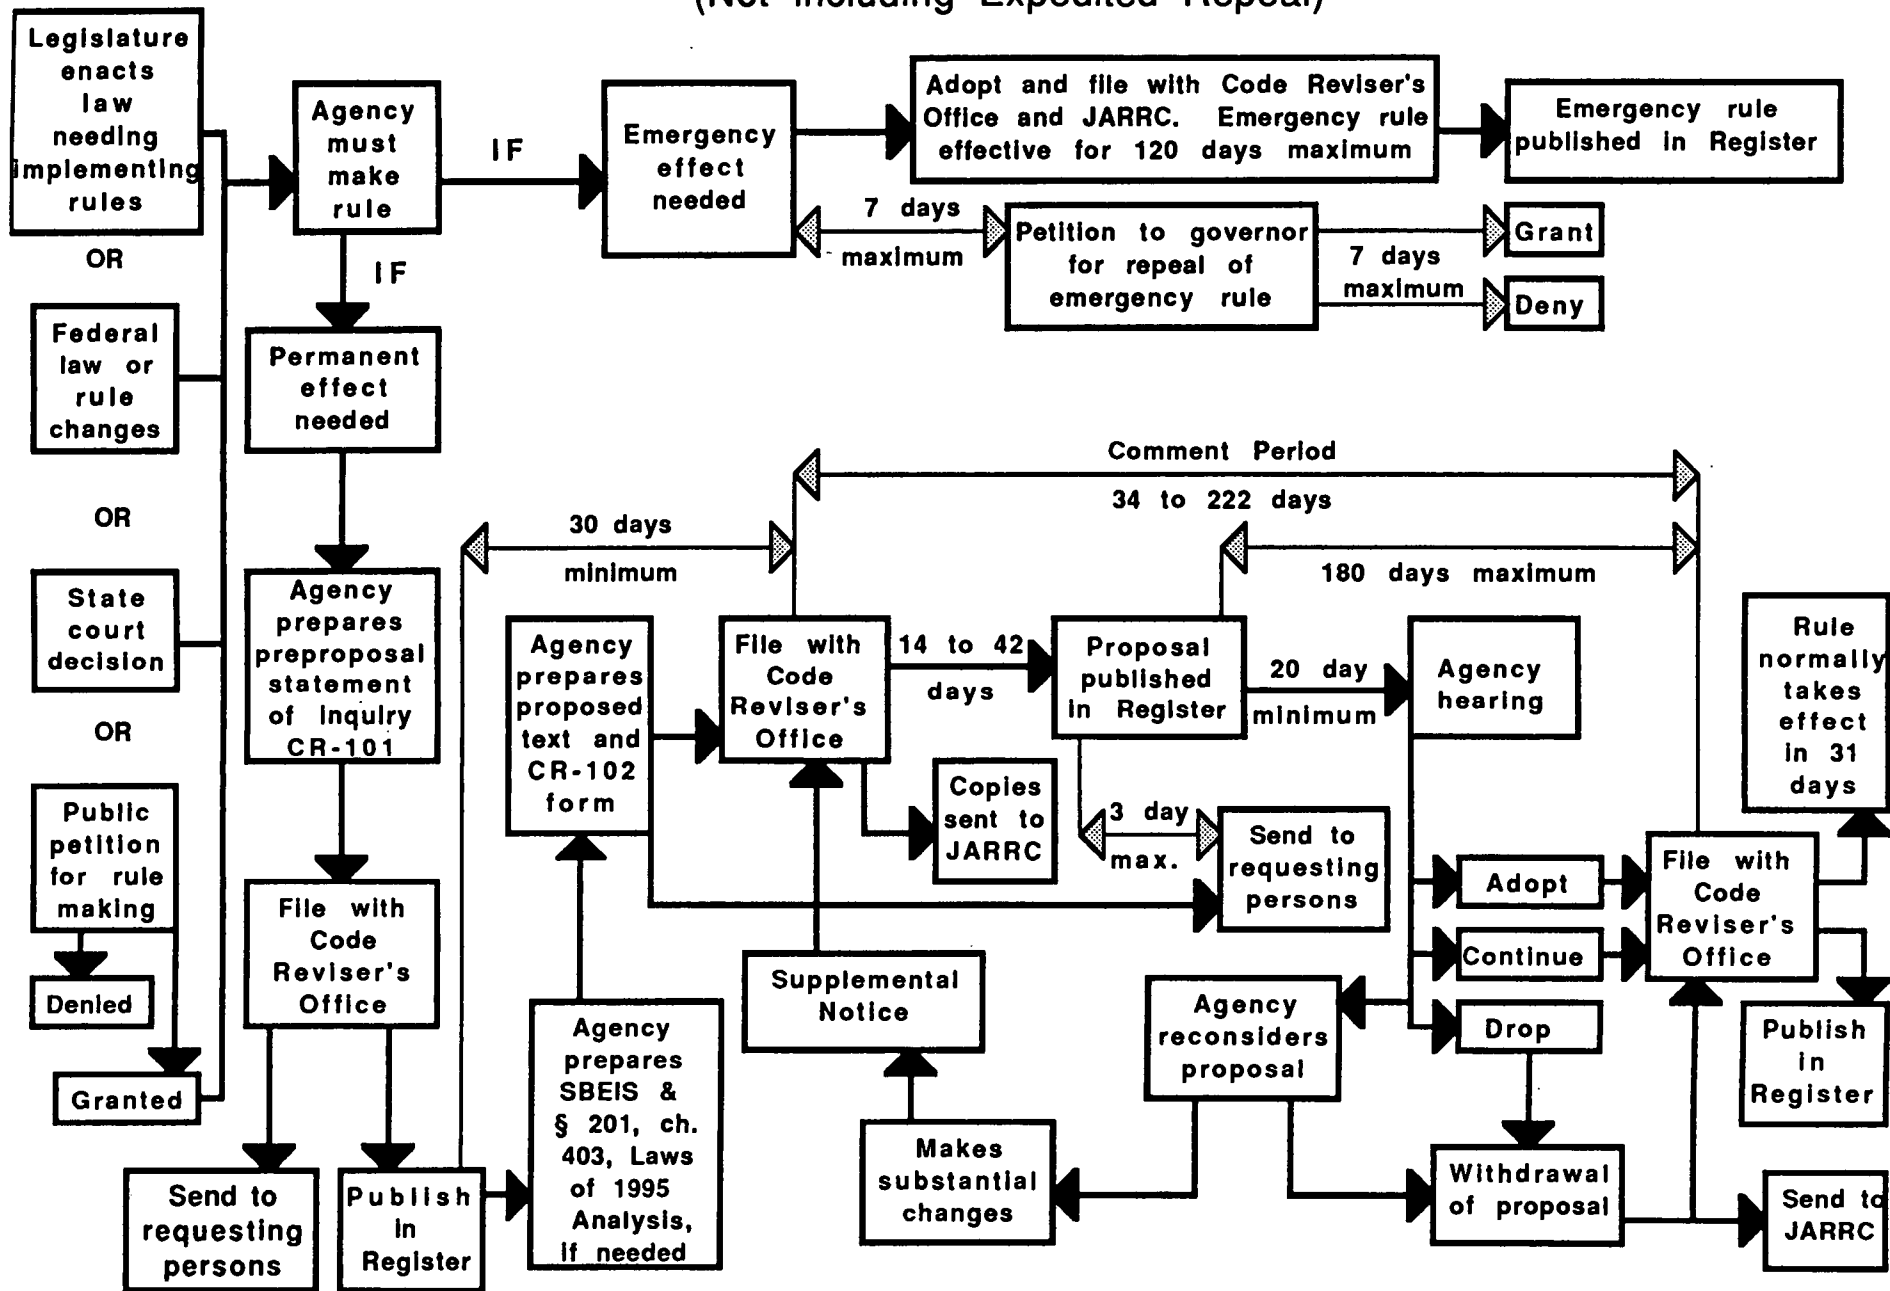 (Not Including Expedited Repeal)
Legislature
enacts
law
needing
implementing
rules
OR
Federal
law or
rule
changes
OR
State
court
decision
OR
Public
petition
for rule
making
Denied
Granted
Agency
must
make
rule
IF
IF
Emergency
effect
needed
Adopt and file with Code Reviser's
Office and JARRC. Emergency rule
effective for 120 days maximum
Emergency rule
published in Register
7 days
maximum
Petition to governor
for repeal of
emergency rule
7 days
maximum
Grant
Deny
Permanent
effect
needed
Agency
prepares
preproposal
statement
of inquiry
CR-101
File with
Code
Reviser's
Office
Send to
requesting
persons
Publish
in
Register
30 days
minimum
Agency
prepares
SBEIS &
§ 201, ch.
403, Laws
of 1995
Analysis,
if needed
Agency
prepares
proposed
text and
CR-102
form
File with
Code
Reviser's
Office
Comment Period
34 to 222 days
180 days maximum
14 to 42
days
Proposal
published
in Register
20 day
minimum
Agency
hearing
Copies
sent to
JARRC
3 day
max.
Send to
requesting
persons
Supplemental
Notice
Makes
substantial
changes
Agency
reconsiders
proposal
Adopt
Continue
Drop
Withdrawal
of proposal
File with
Code
Reviser's
Office
Rule
normally
takes
effect
in 31
days
Publish
in
Register
Send to
JARRC